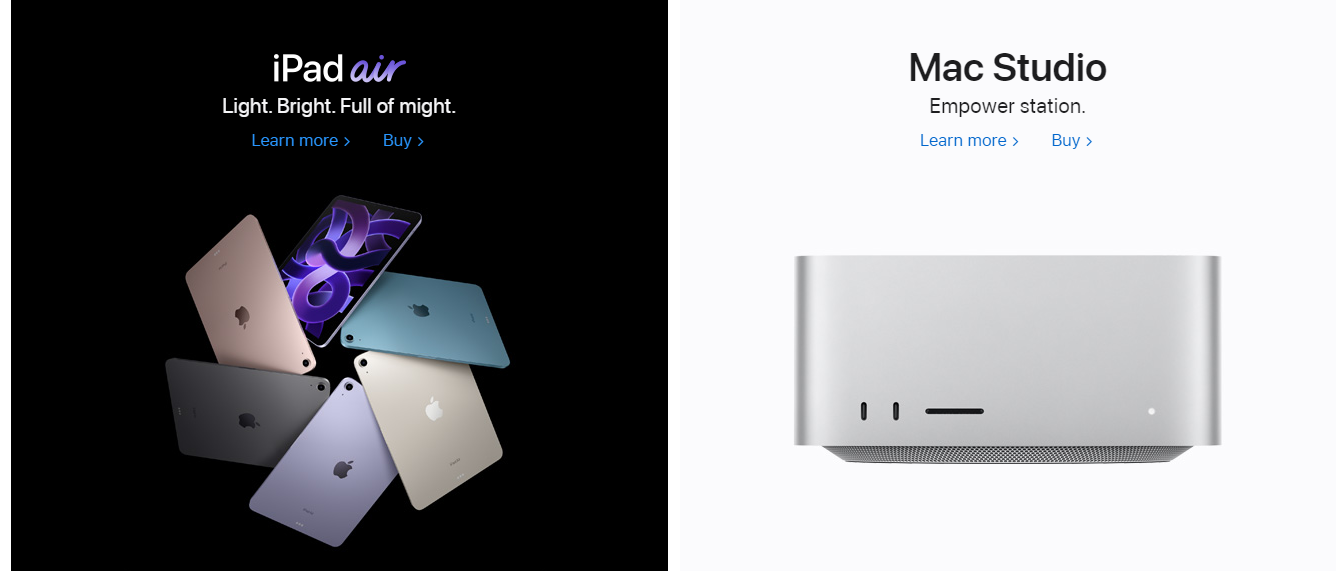 iPad air
Light. Bright. Full of might.
Learn more >
Buy >
Mac Studio
Empower station.
Learn more >
Buy >